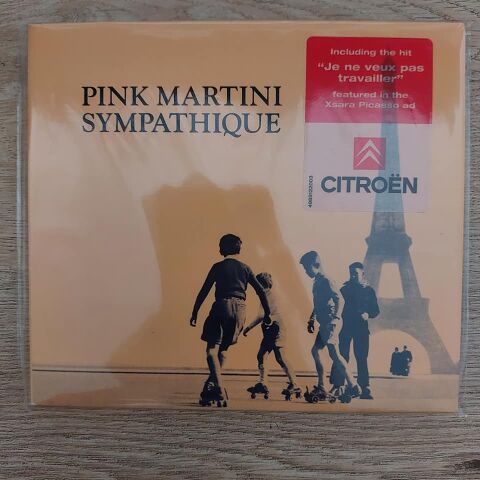 PINK MARTINI
SYMPATHIQUE
Including the hit
"Je ne veux pas
travailler"
featured in the
Xsara Picasso ad
CITROËN